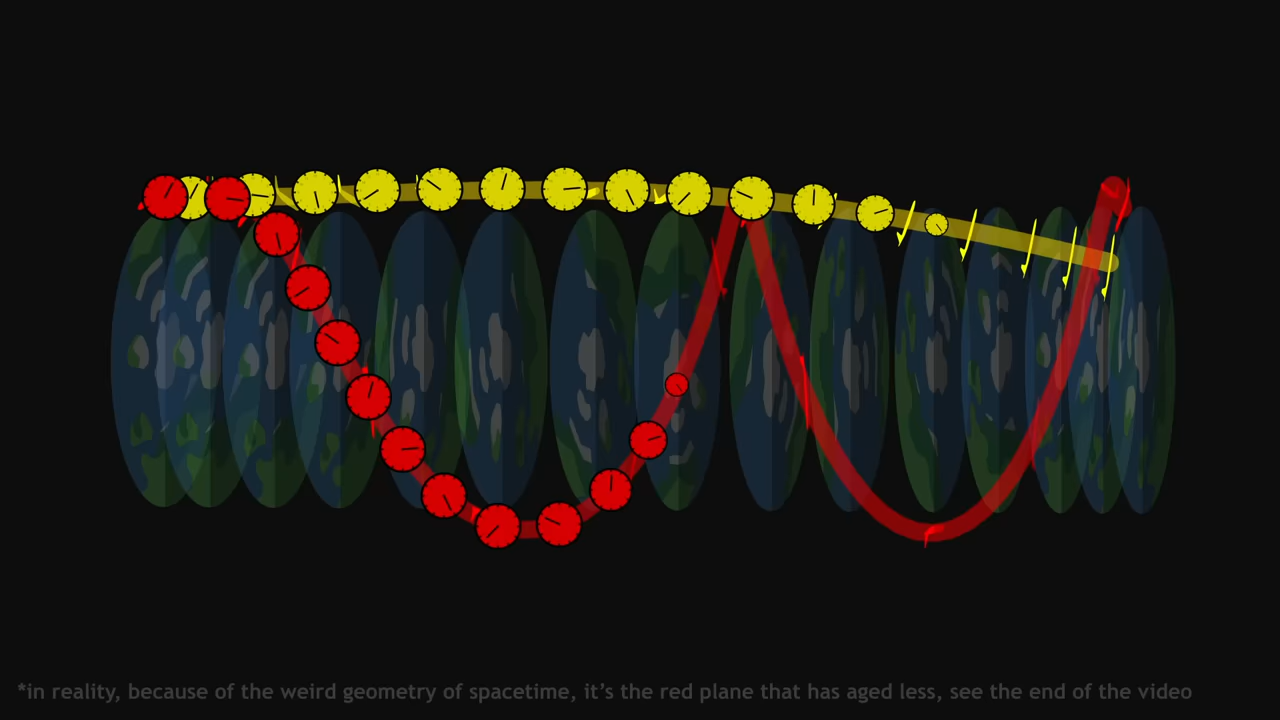 *in reality, because of the weird geometry of spacetime, it’s the red plane that has aged less, see the end of the video